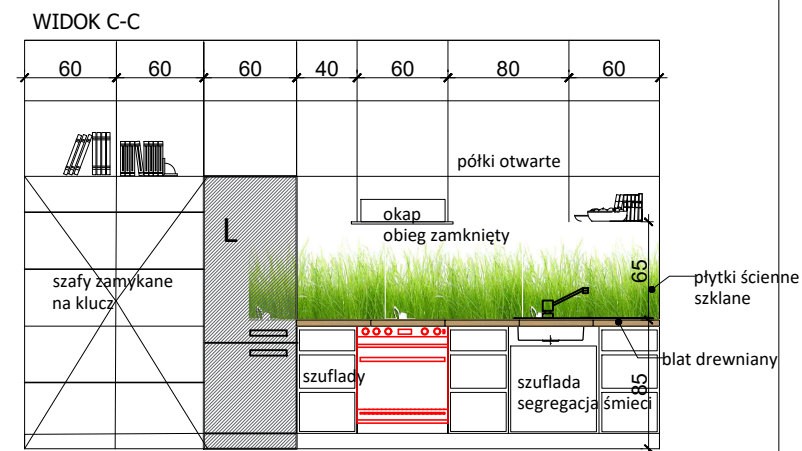 WIDOK C-C
60 60 60 40 60 80 60
półki otwarte
L
okap
obieg zamknięty
65
szafy zamykane
na klucz
płytki ścienne
szklane
blat drewniany
szuflady
szuflada
segregacja śmieci
85